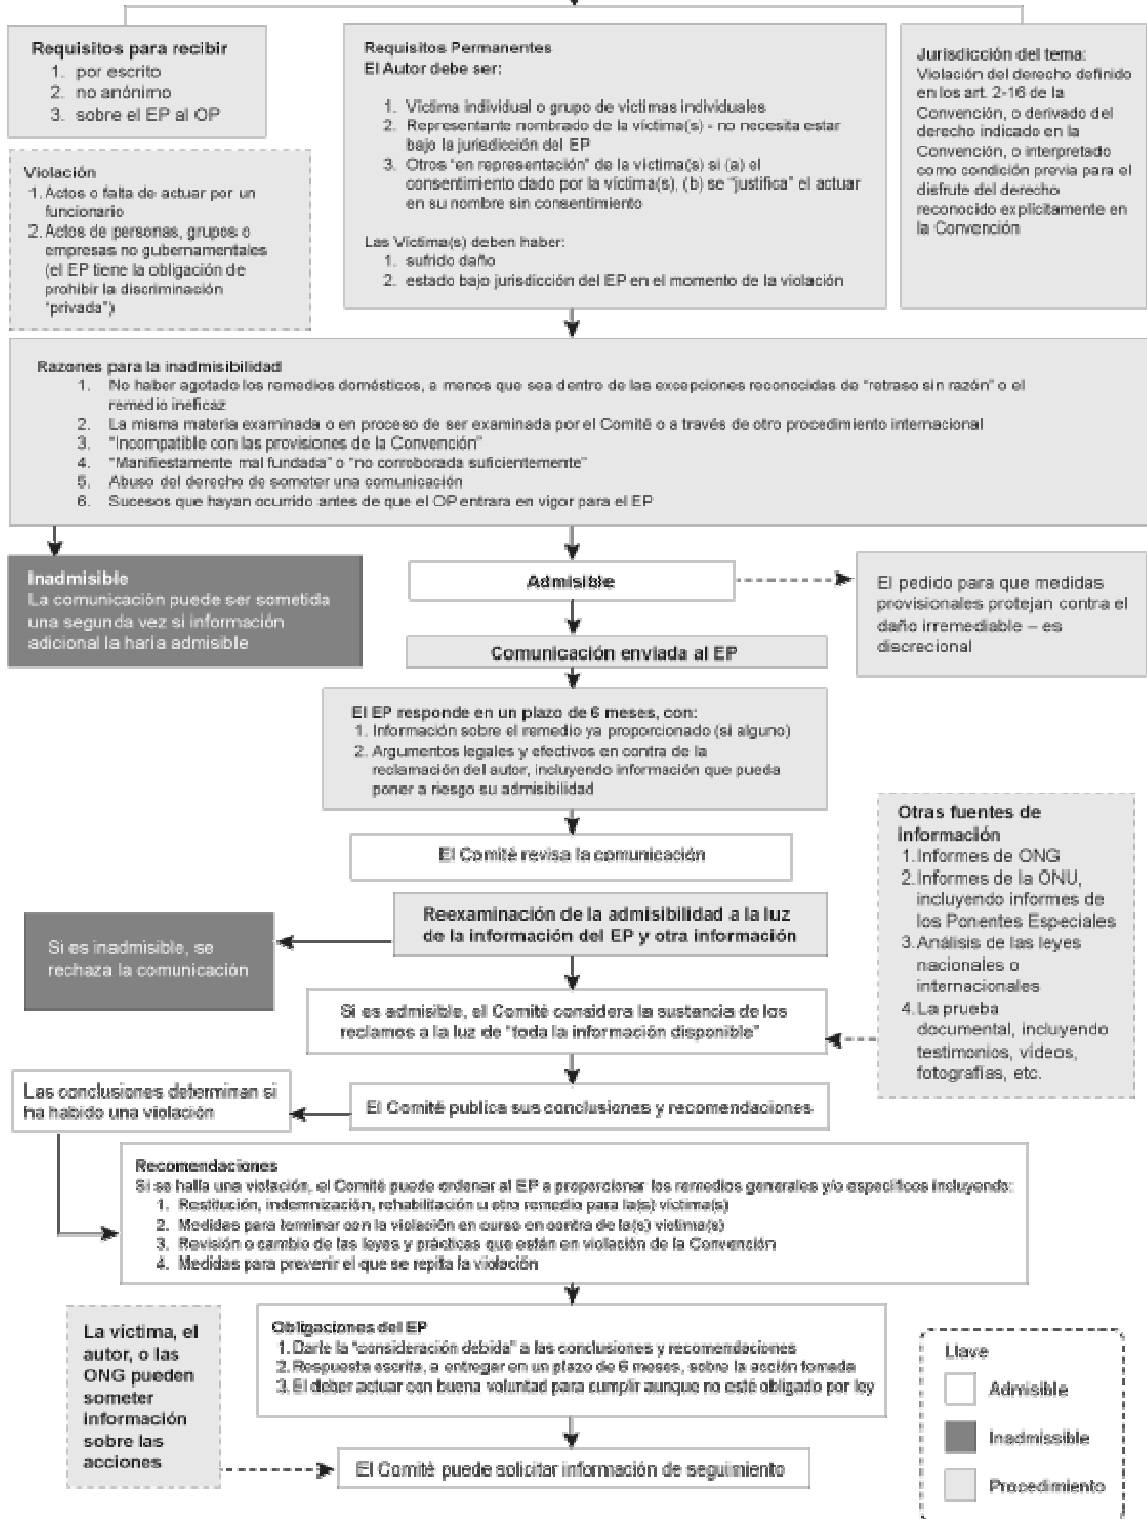 Requisitos para recibir
1. por escrito
2. no anónimo
3. sobre el EP al OP
Violación
1. Actos o falta de actuar por un
funcionario
2. Actos de personas, grupos o
empresas no gubernamentales
(el EP tiene la obligación de
prohibir la discriminación
"privada")
Requisitos Permanentes
El Autor debe ser:
1. Víctima individual o grupo de víctimas individuales
2. Representante nombrado de la víctima(s) - no necesita estar
bajo la jurisdicción del EP
3. Otros "en representación" de la víctima(s) si (a) el
consentimiento dado por la víctima(s), (b) se "justifica" el actuar
en su nombre sin consentimiento
Las Víctima(s) deben haber:
1. sufrido daño
2. estado bajo jurisdicción del EP en el momento de la violación
Jurisdicción del tema:
Violación del derecho definido
en los art. 2-16 de la
Convención, o derivado del
derecho indicado en la
Convención, o interpretado
como condición previa para el
disfrute del derecho
reconocido explícitamente en
la Convención
Razones para la inadmisibilidad
1. No haber agotado los remedios domésticos, a menos que sea dentro de las excepciones reconocidas de "retraso sin razón" o el
remedio ineficaz
2. La misma materia examinada o en proceso de ser examinada por el Comité o a través de otro procedimiento internacional
3. "Incompatible con las provisiones de la Convención"
4. "Manifiestamente mal fundada" o "no corroborada suficientemente"
5. Abuso del derecho de someter una comunicación
6. Sucesos que hayan ocurrido antes de que el OP entrara en vigor para el EP
Inadmisible
La comunicación puede ser sometida
una segunda vez si información
adicional la haría admisible
Admisible
El pedido para que medidas
provisionales protejan contra el
daño irremediable – es
discrecional
Comunicación enviada al EP
El EP responde en un plazo de 6 meses, con:
1. Información sobre el remedio ya proporcionado (si alguno)
2. Argumentos legales y efectivos en contra de la
reclamación del autor, incluyendo información que pueda
poner a riesgo su admisibilidad
El Comité revisa la comunicación
Otras fuentes de
información
1. Informes de ONG
2. Informes de la ONU,
incluyendo informes de
los Ponentes Especiales
3. Análisis de las leyes
nacionales o
internacionales
4. La prueba
documental, incluyendo
testimonios, vídeos,
fotografías, etc.
Reexaminación de la admisibilidad a la luz
de la información del EP y otra información
Si es inadmisible, se
rechaza la comunicación
Si es admisible, el Comité considera la sustancia de los
reclamos a la luz de "toda la información disponible"
El Comité publica sus conclusiones y recomendaciones
Las conclusiones determinan si
ha habido una violación
Recomendaciones
Si se halla una violación, el Comité puede ordenar al EP a proporcionar los remedios generales y/o específicos incluyendo:
1. Restitución, indemnización, rehabilitación u otro remedio para la(s) víctima(s)
2. Medidas para terminar con la violación en curso en contra de la(s) víctima(s)
3. Revisión o cambio de las leyes y prácticas que están en violación de la Convención
4. Medidas para prevenir el que se repita la violación
La víctima, el
autor, o las
ONG pueden
someter
información
sobre las
acciones
Obligaciones del EP
1. Darle la "consideración debida" a las conclusiones y recomendaciones
2. Respuesta escrita, a entregar en un plazo de 6 meses, sobre la acción tomada
3. El deber actuar con buena voluntad para cumplir aunque no esté obligado por ley
El Comité puede solicitar información de seguimiento
Llave
Admisible
Inadmissible
Procedimiento